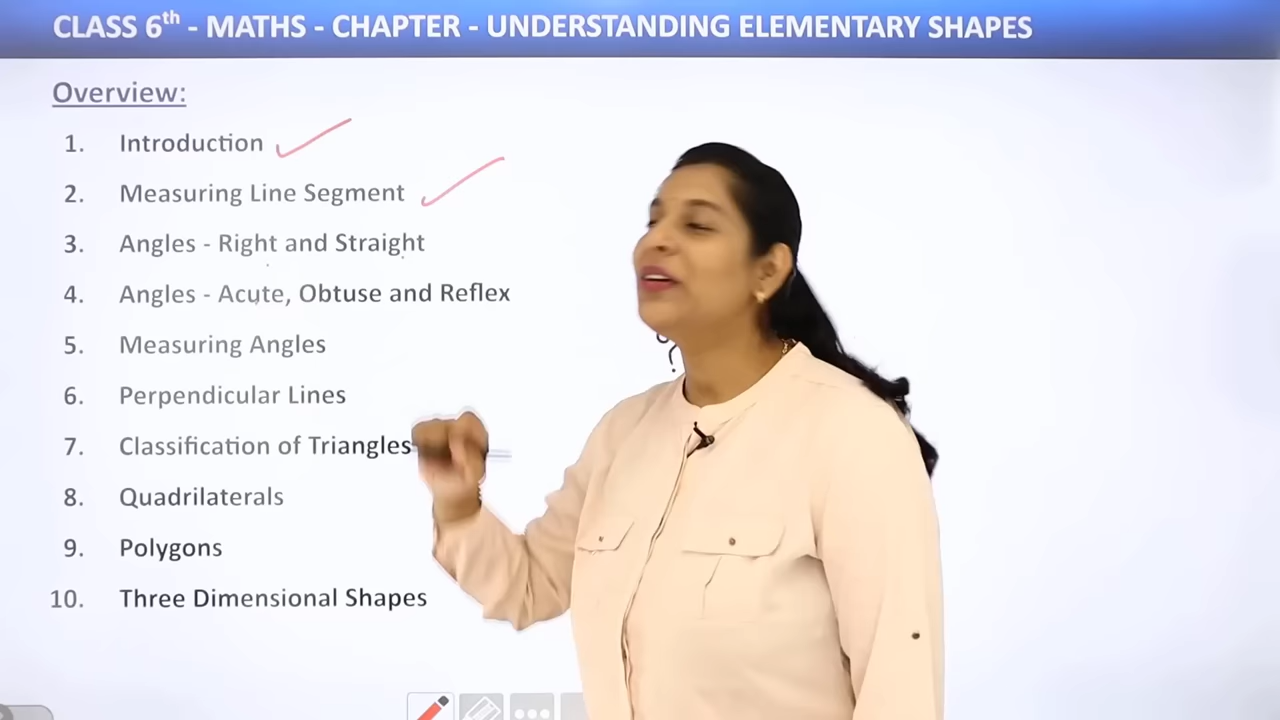 CLASS 6th - MATHS - CHAPTER - UNDERSTANDING ELEMENTARY SHAPES
Overview:
1. Introduction
2. Measuring Line Segment
3. Angles - Right and Straight
4. Angles - Acute, Obtuse and Reflex
5. Measuring Angles
6. Perpendicular Lines
7. Classification of Triangles
8. Quadrilaterals
9. Polygons
10. Three Dimensional Shapes